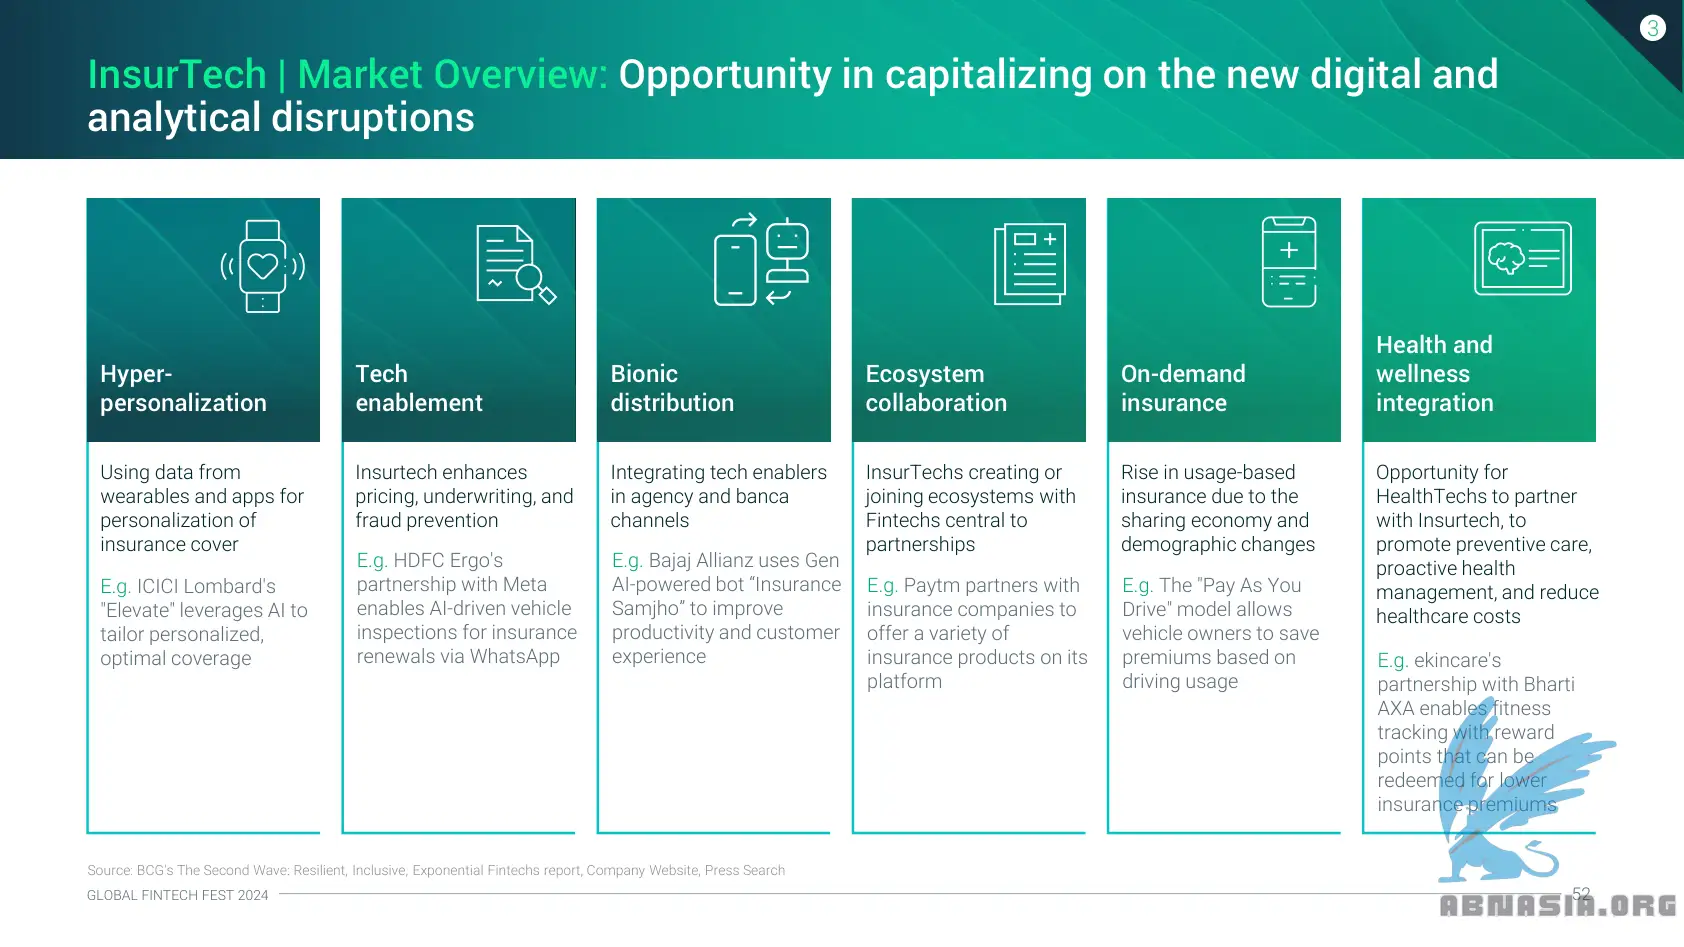 3
InsurTech | Market Overview: Opportunity in capitalizing on the new digital and
analytical disruptions
Hyper-
personalization
Using data from
wearables and apps for
personalization of
insurance cover
E.g. ICICI Lombard's
"Elevate" leverages AI to
tailor personalized,
optimal coverage
Tech
enablement
Insurtech enhances
pricing, underwriting, and
fraud prevention
E.g. HDFC Ergo's
partnership with Meta
enables AI-driven vehicle
inspections for insurance
renewals via WhatsApp
Bionic
distribution
Integrating tech enablers
in agency and banca
channels
E.g. Bajaj Allianz uses Gen
AI-powered bot “Insurance
Samjho” to improve
productivity and customer
experience
Ecosystem
collaboration
InsurTechs creating or
joining ecosystems with
Fintechs central to
partnerships
E.g. Paytm partners with
insurance companies to
offer a variety of
insurance products on its
platform
On-demand
insurance
Rise in usage-based
insurance due to the
sharing economy and
demographic changes
E.g. The "Pay As You
Drive" model allows
vehicle owners to save
premiums based on
driving usage
Health and
wellness
integration
Opportunity for
HealthTechs to partner
with Insurtech, to
promote preventive care,
proactive health
management, and reduce
healthcare costs
E.g. ekincare's
partnership with Bharti
AXA enables fitness
tracking with reward
points that can be
redeemed for lower
insurance premiums
Source: BCG's The Second Wave: Resilient, Inclusive, Exponential Fintechs report, Company Website, Press Search
GLOBAL FINTECH FEST 2024
52
ABNASIA.ORG